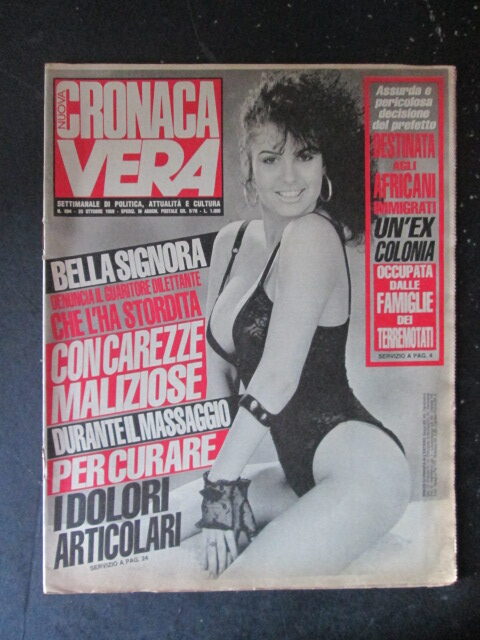 NUOVA
CRONACA
VERA
SETTIMANALE DI POLITICA, ATTUALITÀ E CULTURA
BELLA SIGNORA
DENUNCIA IL GUARITORE DILETTANTE
CHE L'HA STORDITA
CON CAREZZE
MALIZIOSE
DURANTE IL MASSAGGIO
PER CURARE
I DOLORI
ARTICOLARI
SERVIZIO A PAG. 34
Assurda e
pericolosa
decisione
del prefetto
DESTINATA
AGLI
AFRICANI
IMMIGRATI
UN'EX
COLONIA
OCCUPATA
DALLE
FAMIGLIE
DEI
TERREMOTATI
SERVIZIO A PAG. 4